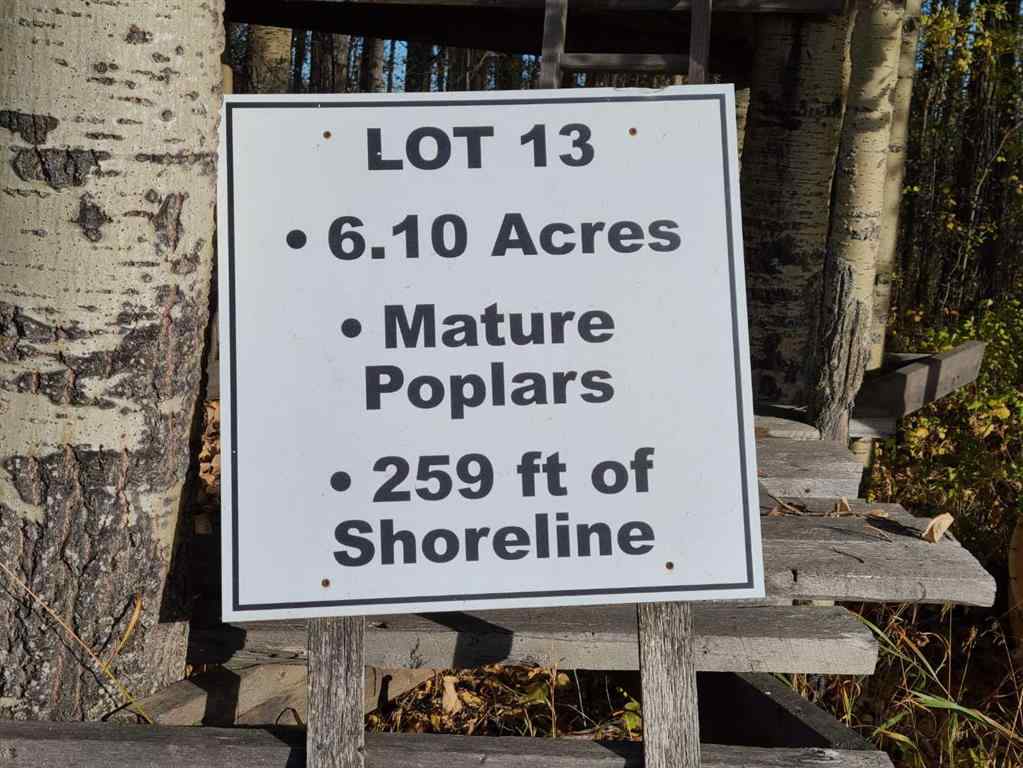 LOT 13
• 6.10 Acres
• Mature
Poplars
• 259 ft of
Shoreline